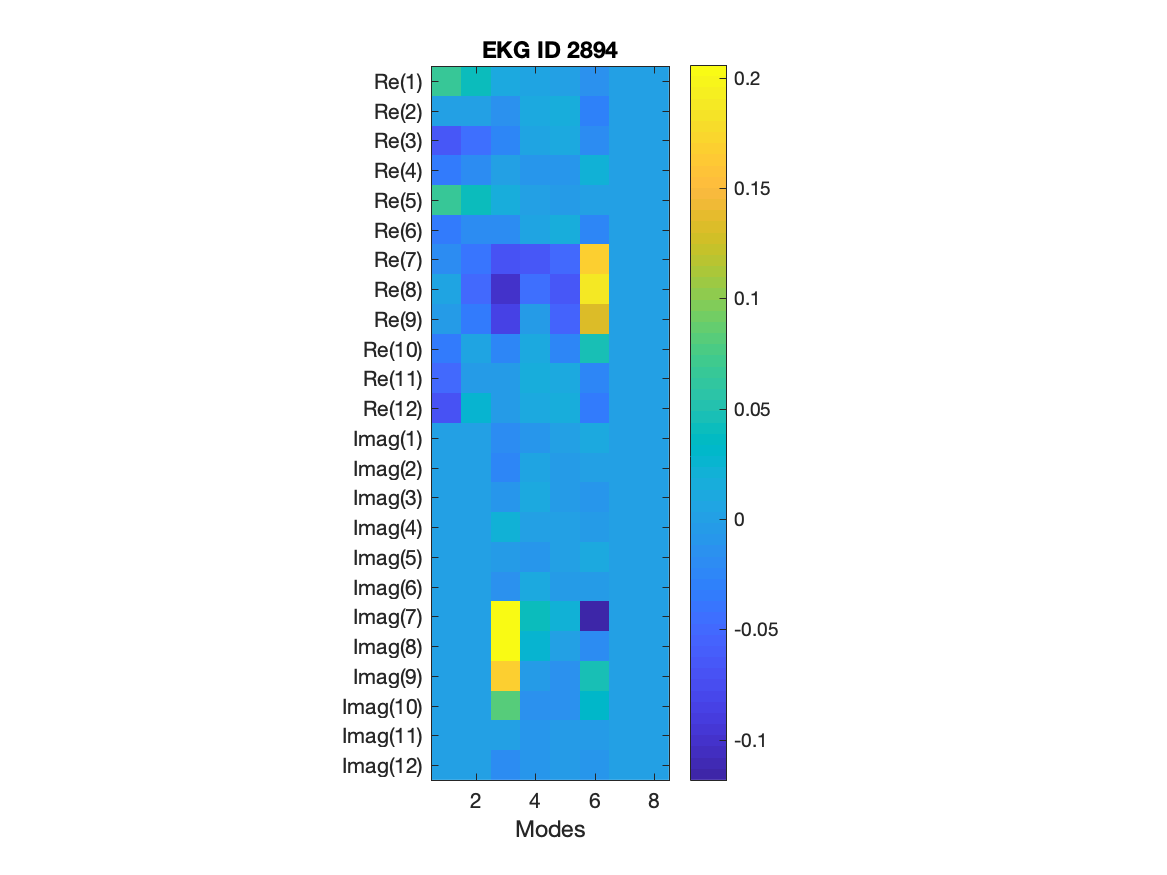 EKG ID 2894
Re(1)
Re(2)
Re(3)
Re(4)
Re(5)
Re(6)
Re(7)
Re(8)
Re(9)
Re(10)
Re(11)
Re(12)
Imag(1)
Imag(2)
Imag(3)
Imag(4)
Imag(5)
Imag(6)
Imag(7)
Imag(8)
Imag(9)
Imag(10)
Imag(11)
Imag(12)
2 4 6 8
Modes
0.2
0.15
0.1
0.05
0
-0.05
-0.1